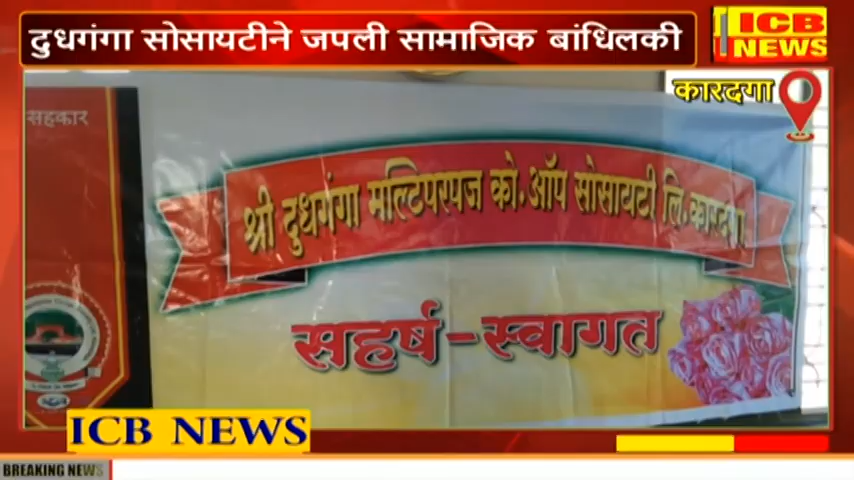 दुधगंगा सोसायटीने जपली सामाजिक बांधिलकी
ICB
NEWS
कारदगा
सहकार
श्री दुधगंगा मल्टिपरपज को.ऑप सोसायटी लि.कारदगा
सहर्ष-स्वागत
ICB NEWS
BREAKING NEWS